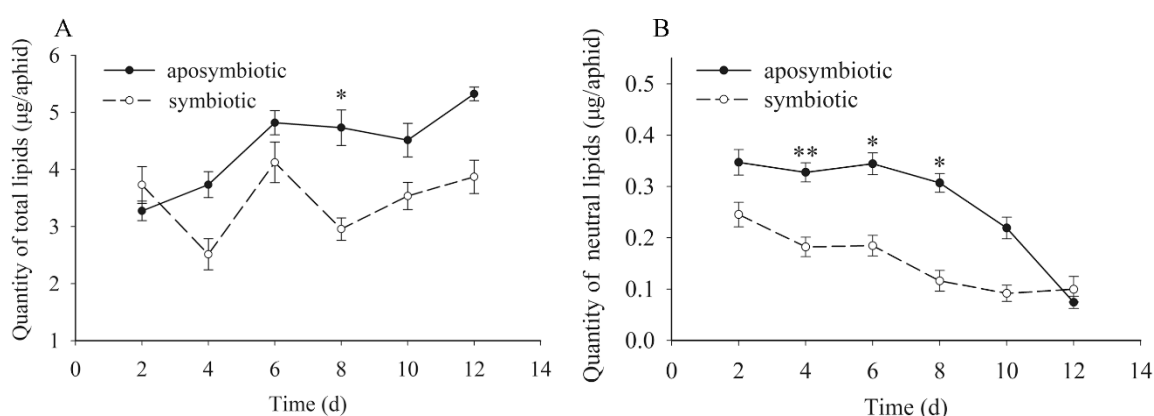 A
Quantity of total lipids (μg/aphid)
6
5
4
3
2
1
aposymbiotic
symbiotic
*
0 2 4 6 8 10 12 14
Time (d)
B
Quantity of neutral lipids (μg/aphid)
0.5
0.4
0.3
0.2
0.1
0.0
aposymbiotic
symbiotic
** * *
0 2 4 6 8 10 12 14
Time (d)